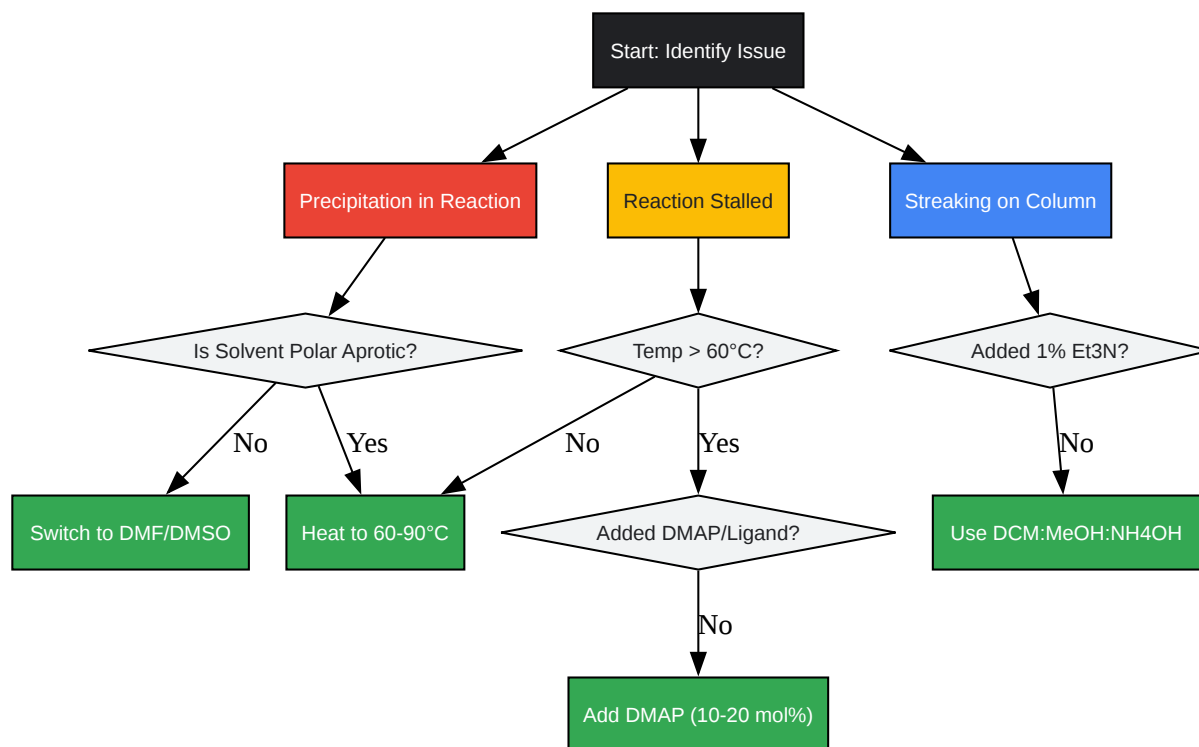 Start: Identify Issue
Precipitation in Reaction
Reaction Stalled
Streaking on Column
Is Solvent Polar Aprotic?
Temp > 60°C?
Added 1% Et3N?
No
Yes
No
Yes
No
Switch to DMF/DMSO
Heat to 60-90°C
Added DMAP/Ligand?
Use DCM:MeOH:NH4OH
No
Add DMAP (10-20 mol%)